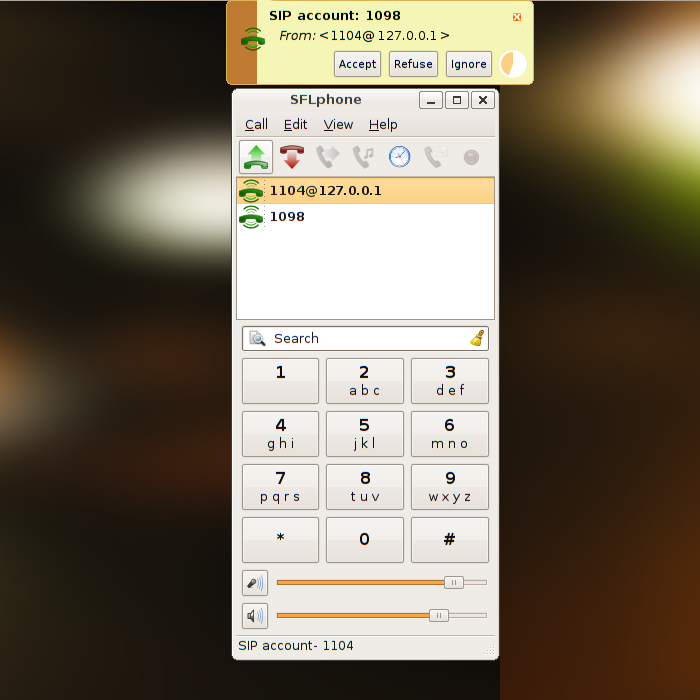 SIP account: 1098
From: <1104@127.0.0.1>
Accept Refuse Ignore
SFLphone
Call Edit View Help
1104@127.0.0.1
1098
Search
1 2 3
abc def
4 5 6
ghi jkl mno
7 8 9
pqrs tuv wxyz
* 0 #
SIP account- 1104